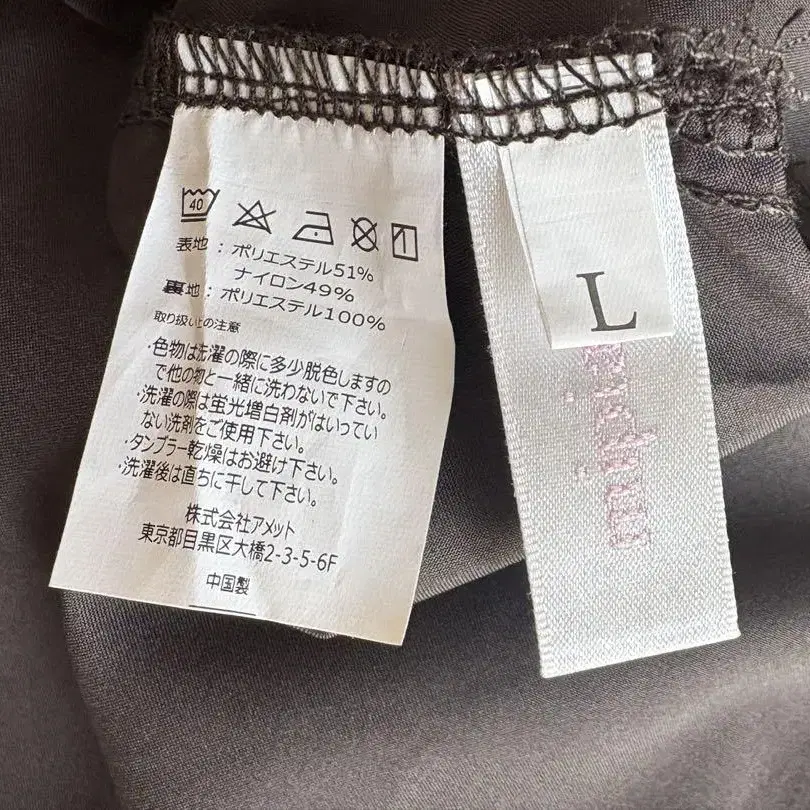 40
表地：ポリエステル51%
ナイロン49%
裏地：ポリエステル100%
取り扱い上の注意
・色物は洗濯の際に多少脱色しますの
で他の物と一緒に洗わないで下さい。
・洗濯の際は蛍光増白剤がはいってい
ない洗剤をご使用下さい。
・タンブラー乾燥はお避け下さい。
・洗濯後は直ちに干して下さい。
株式会社アメット
東京都目黒区大橋2-3-5-6F
中国製
L